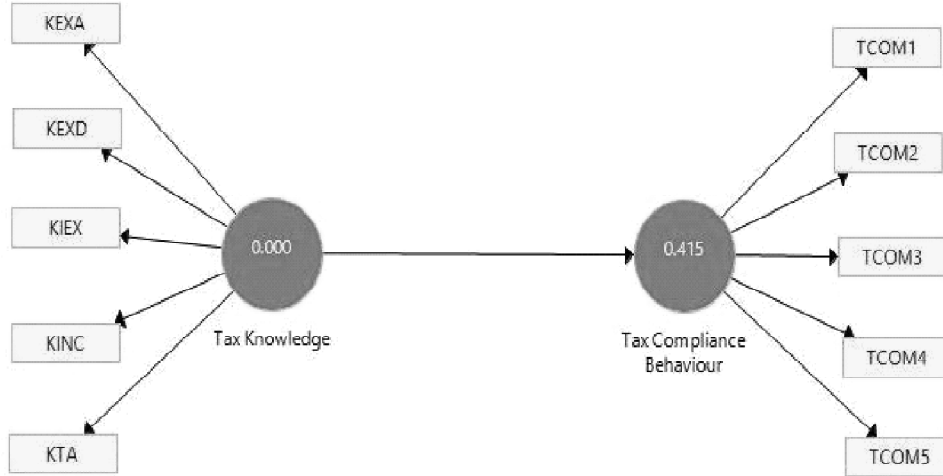 KEXA
KEXD
KIEX
KINC
KTA
0.000
Tax Knowledge
0.415
Tax Compliance
Behaviour
TCOM1
TCOM2
TCOM3
TCOM4
TCOM5